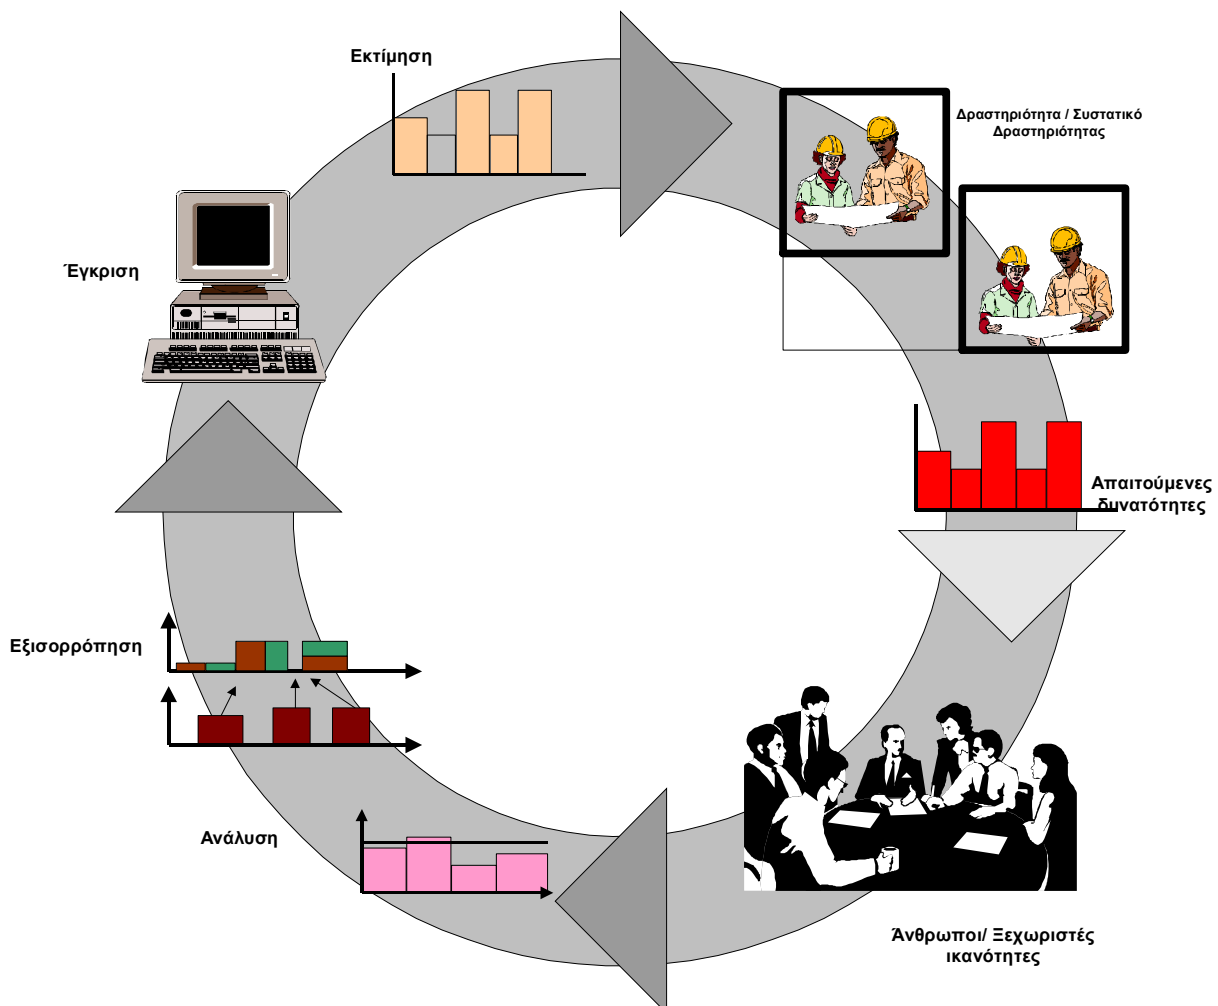 Εκτίμηση
Δραστηριότητα / Συστατικό
Δραστηριότητας
Έγκριση
Απαιτούμενες
δυνατότητες
Εξισορρόπηση
Ανάλυση
Άνθρωποι/ Ξεχωριστές
ικανότητες